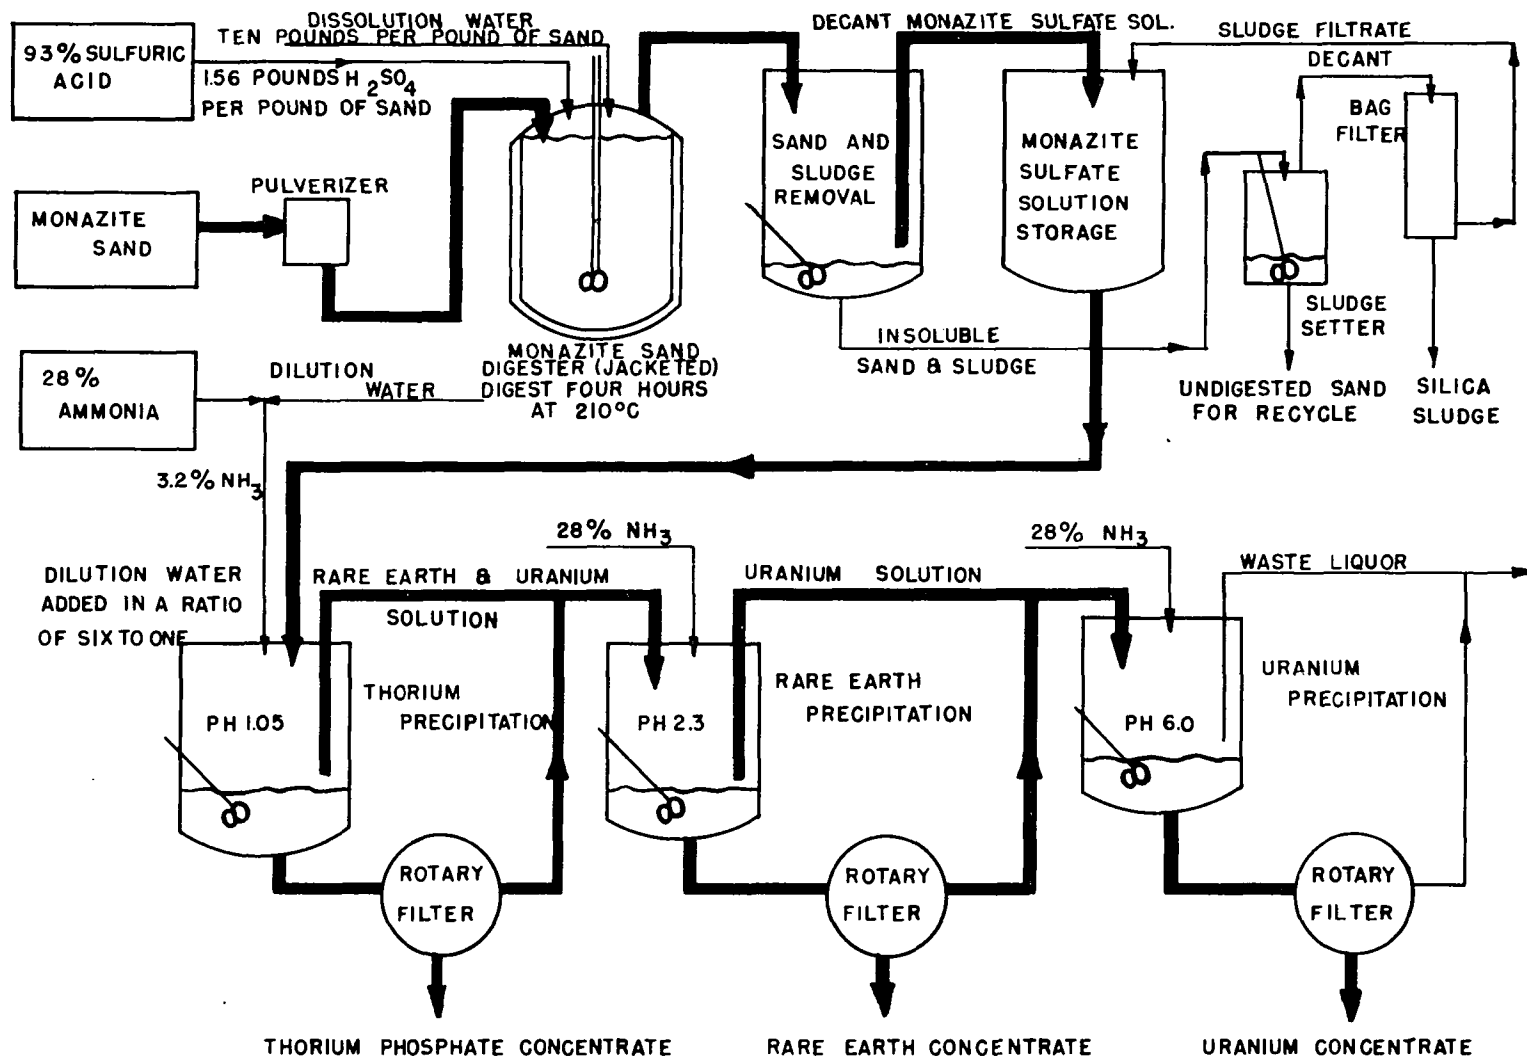 DISSOLUTION WATER
TEN POUNDS PER POUND OF SAND
93% SULFURIC
ACID
1.56 POUNDS H2SO4
PER POUND OF SAND
DECANT MONAZITE SULFATE SOL.
SLUDGE FILTRATE
DECANT
BAG
FILTER
SAND AND
SLUDGE
REMOVAL
MONAZITE
SULFATE
SOLUTION
STORAGE
PULVERIZER
MONAZITE
SAND
SLUDGE
SETTER
INSOLUBLE
SAND & SLUDGE
MONAZITE SAND
DIGESTER (JACKETED)
DIGEST FOUR HOURS
AT 210°C
UNDIGESTED SAND
FOR RECYCLE
SILICA
SLUDGE
28%
AMMONIA
DILUTION
WATER
3.2% NH3
28% NH3
28% NH3
DILUTION WATER
ADDED IN A RATIO
OF SIX TO ONE
RARE EARTH & URANIUM
SOLUTION
URANIUM SOLUTION
WASTE LIQUOR
THORIUM
PRECIPITATION
RARE EARTH
PRECIPITATION
URANIUM
PRECIPITATION
PH 1.05
PH 2.3
PH 6.0
ROTARY
FILTER
ROTARY
FILTER
ROTARY
FILTER
THORIUM PHOSPHATE CONCENTRATE
RARE EARTH CONCENTRATE
URANIUM CONCENTRATE